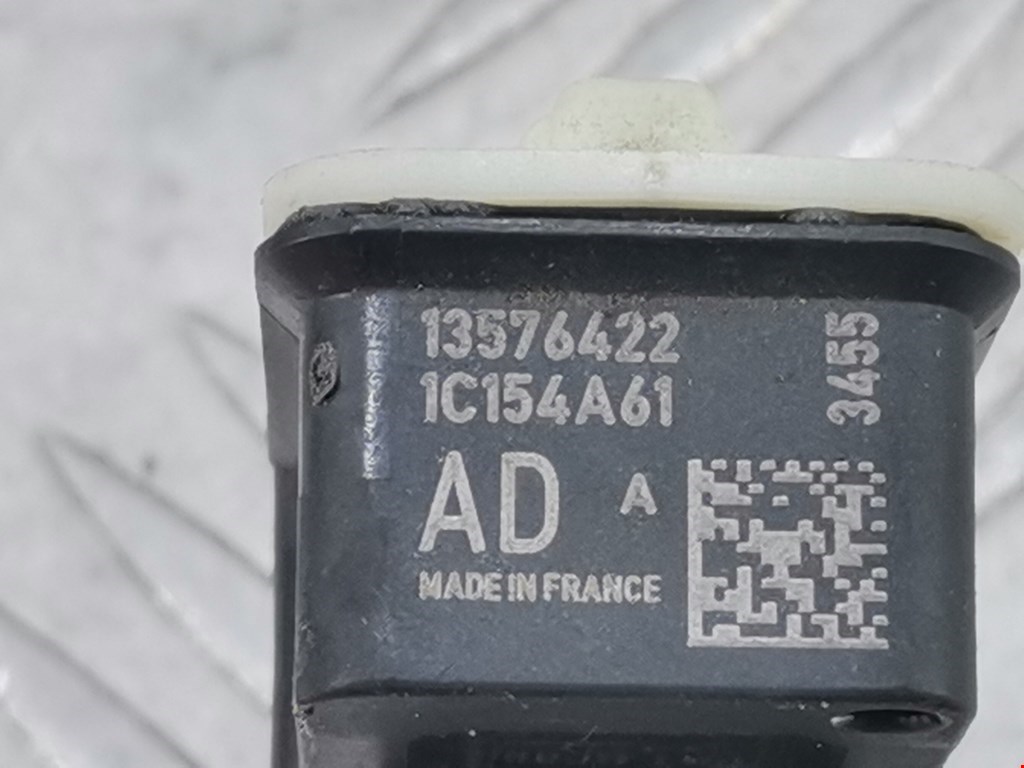 13576422
1C154A61
AD A
MADE IN FRANCE
3455